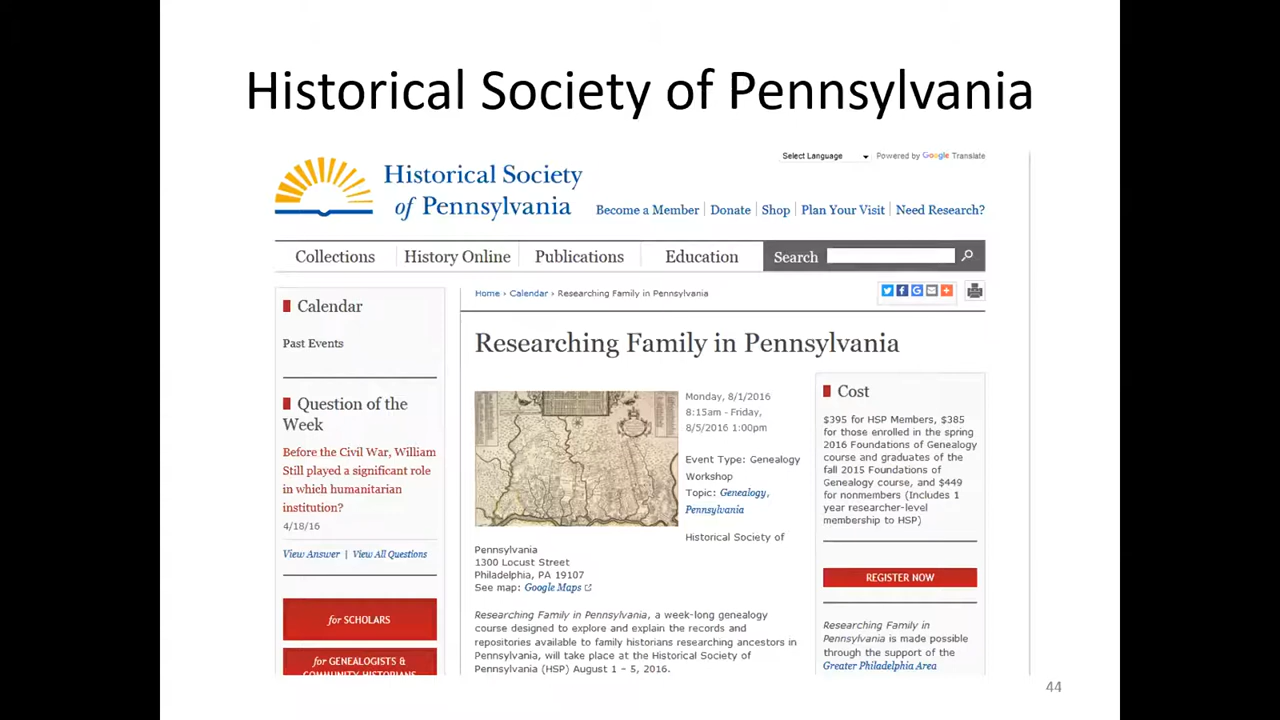 Historical Society of Pennsylvania
Select Language
Powered by Google Translate
Historical Society
of Pennsylvania
Become a Member
Donate
Shop
Plan Your Visit
Need Research?
Collections
History Online
Publications
Education
Search
Calendar
Past Events
Question of the
Week
Before the Civil War, William
Still played a significant role
in which humanitarian
institution?
4/18/16
View Answer | View All Questions
for SCHOLARS
for GENEALOGISTS &
COMMUNITY HISTORIANS
Home › Calendar › Researching Family in Pennsylvania
Researching Family in Pennsylvania
Monday, 8/1/2016
8:15am - Friday,
8/5/2016 1:00pm
Event Type: Genealogy
Workshop
Topic: Genealogy,
Pennsylvania
Historical Society of
Pennsylvania
1300 Locust Street
Philadelphia, PA 19107
See map: Google Maps
Researching Family in Pennsylvania, a week-long genealogy
course designed to explore and explain the records and
repositories available to family historians researching ancestors in
Pennsylvania, will take place at the Historical Society of
Pennsylvania (HSP) August 1 – 5, 2016.
Cost
$395 for HSP Members, $385
for those enrolled in the spring
2016 Foundations of Genealogy
course and graduates of the
fall 2015 Foundations of
Genealogy course, and $449
for nonmembers (Includes 1
year researcher-level
membership to HSP)
REGISTER NOW
Researching Family in
Pennsylvania is made possible
through the support of the
Greater Philadelphia Area
44